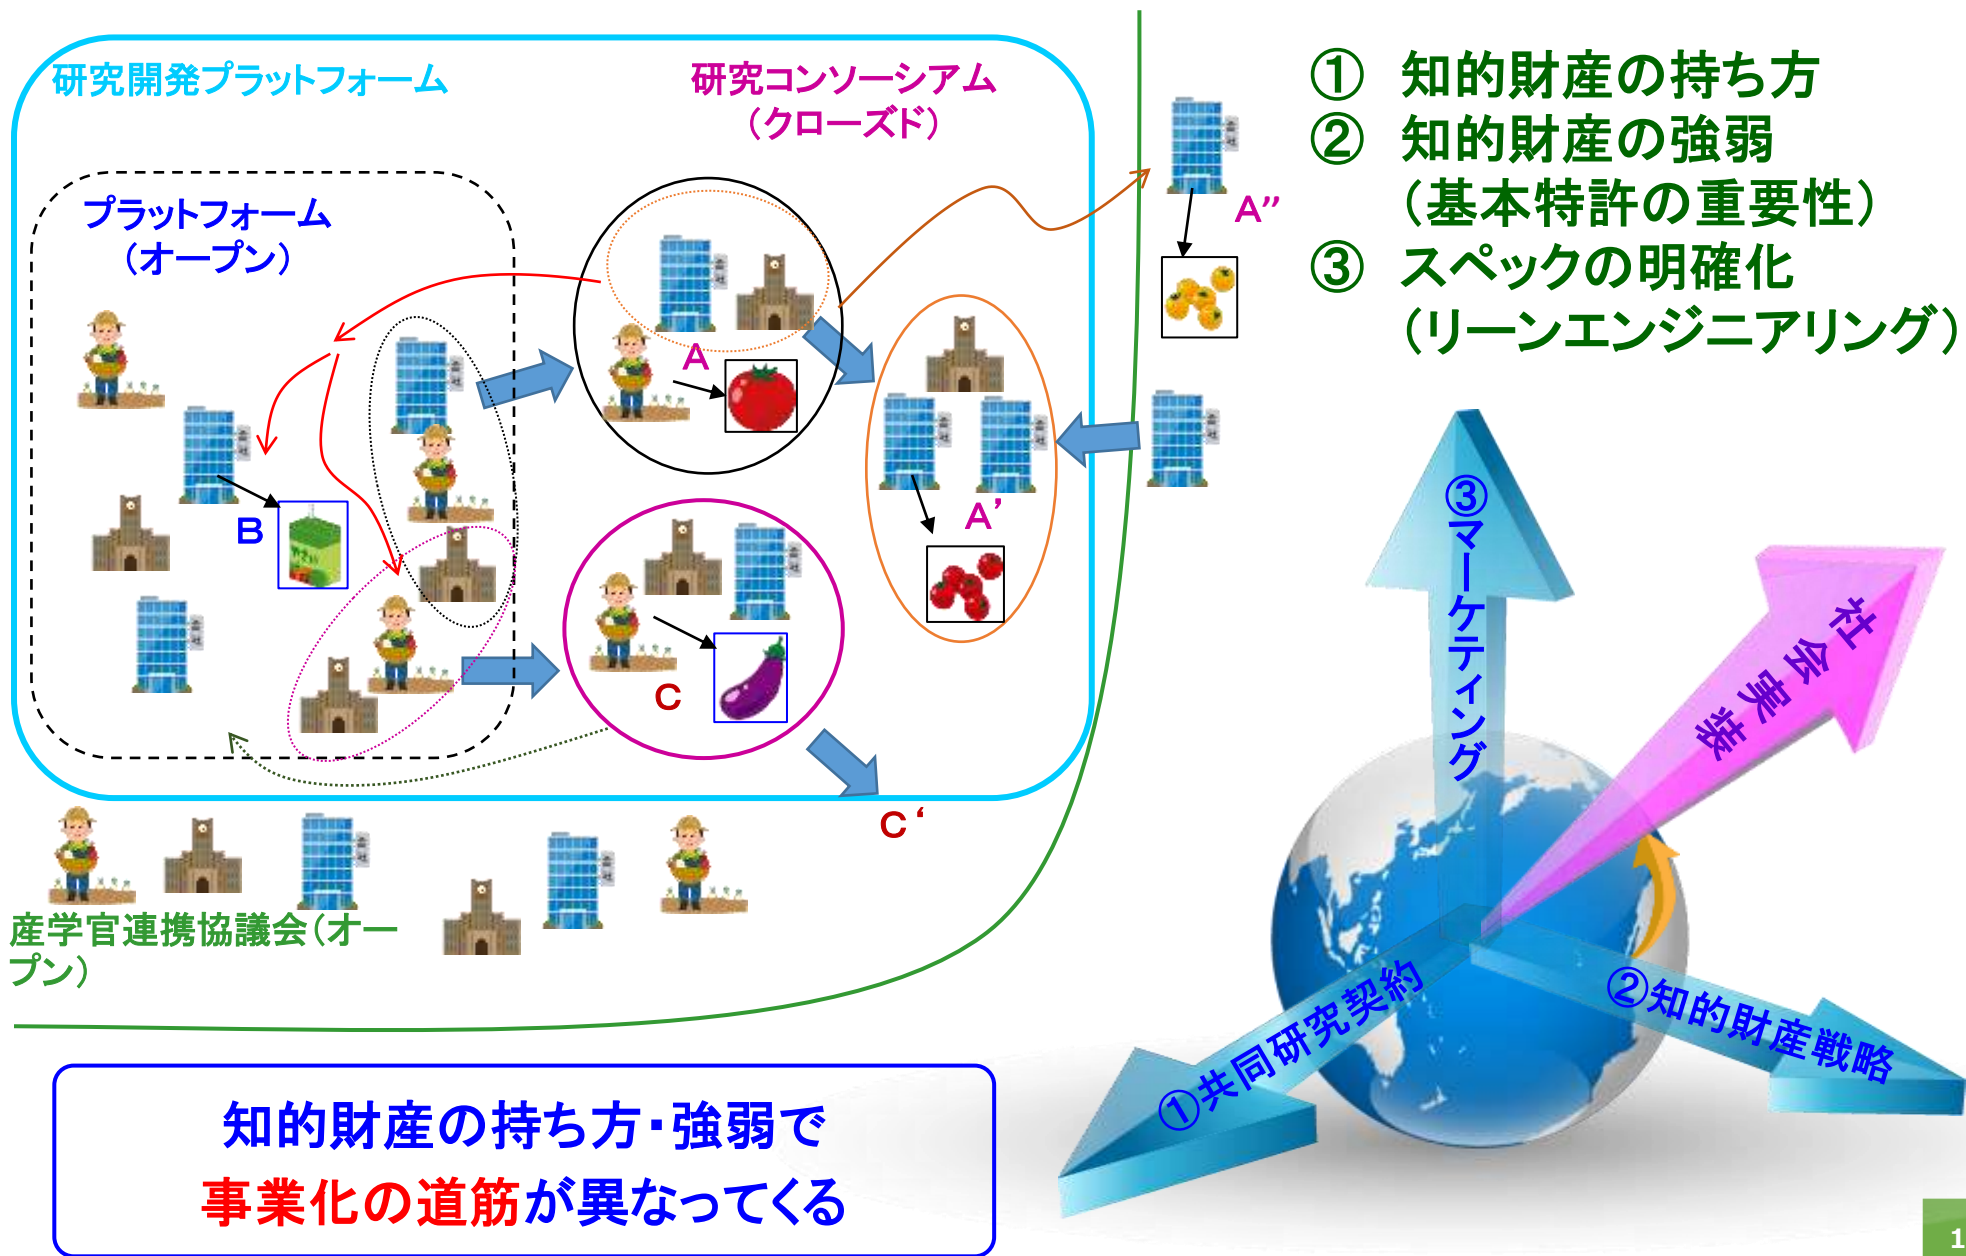 研究開発プラットフォーム
研究コンソーシアム
（クローズド）
プラットフォーム
（オープン）
A
B
C
A’
A”
C‘
産学官連携協議会（オー
プン）
① 知的財産の持ち方
② 知的財産の強弱
（基本特許の重要性）
③ スペックの明確化
（リーンエンジニアリング）
③マーケティング
社会実装
①共同研究契約
②知的財産戦略
知的財産の持ち方・強弱で
事業化の道筋が異なってくる
1